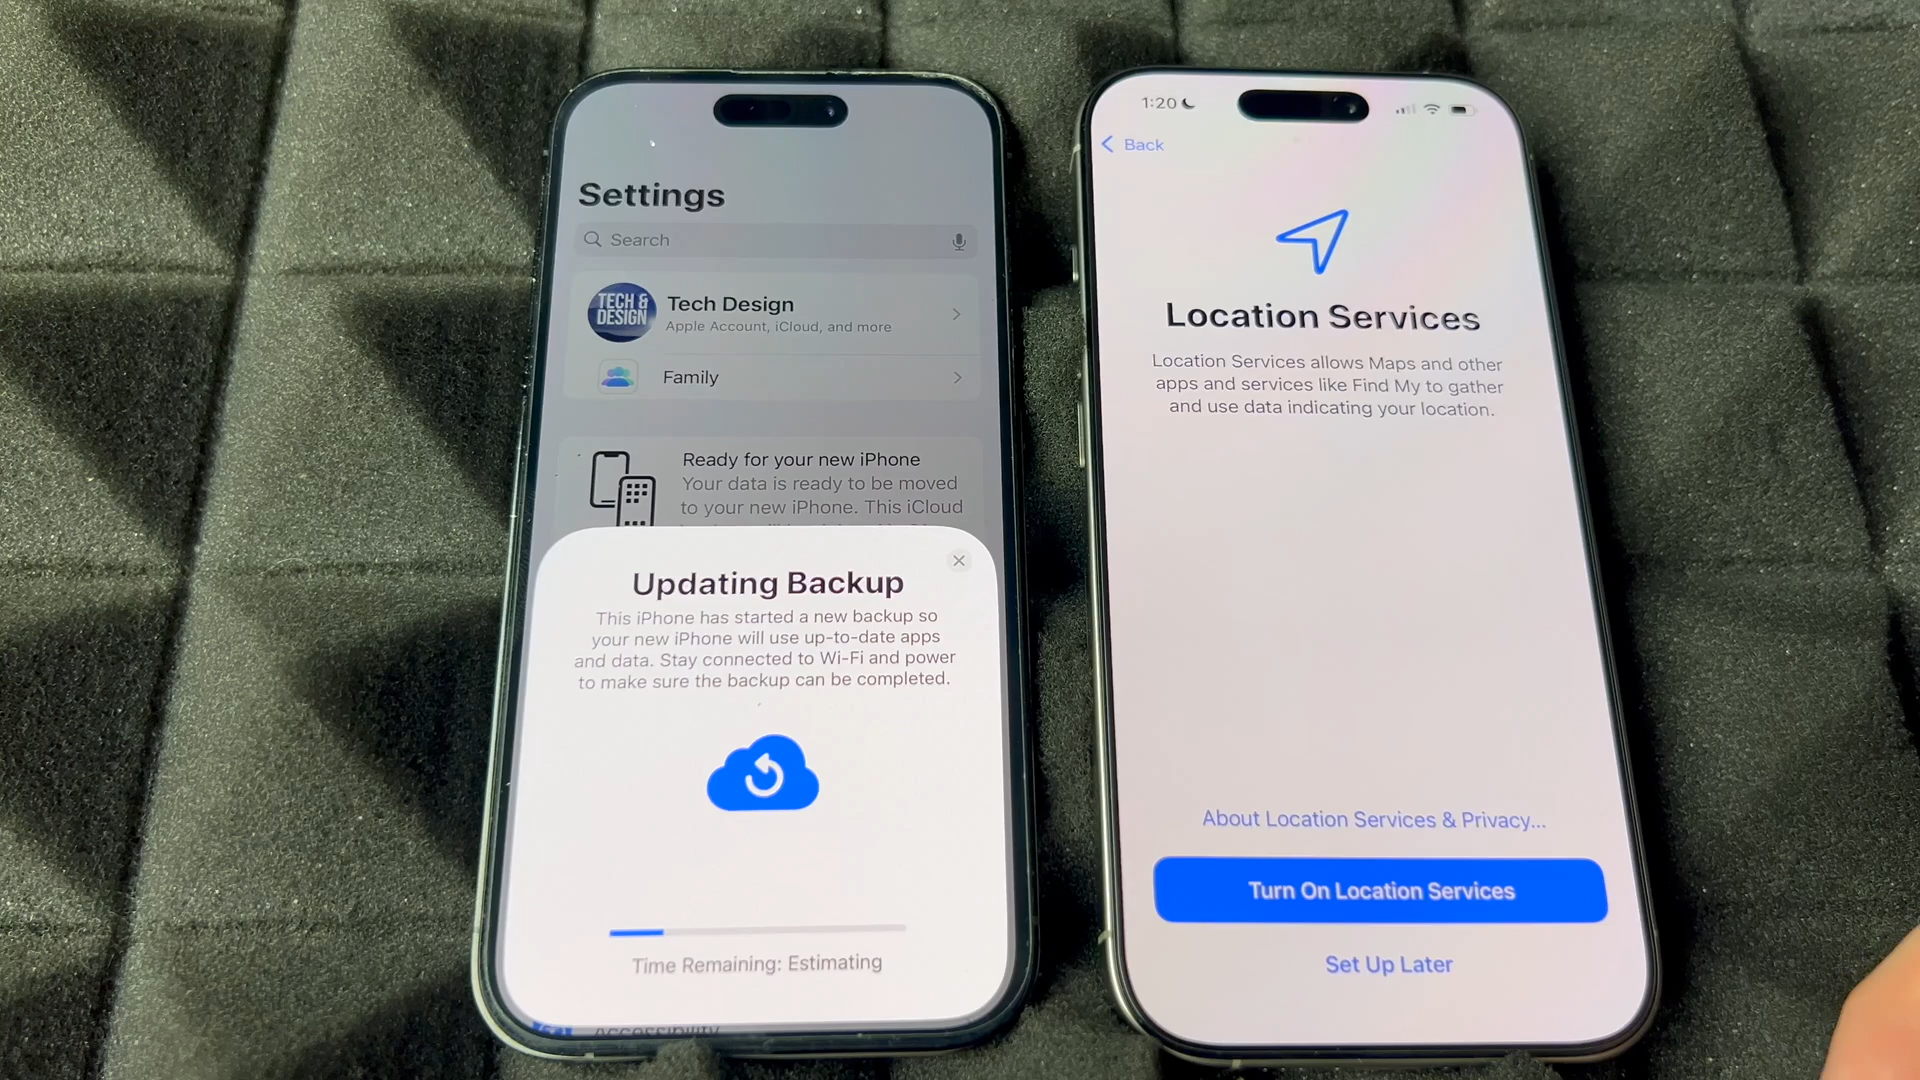 Settings
Search
TECH &
DESIGN
Tech Design
Apple Account, iCloud, and more
Family
Ready for your new iPhone
Your data is ready to be moved
to your new iPhone. This iCloud
Updating Backup
This iPhone has started a new backup so
your new iPhone will use up-to-date apps
and data. Stay connected to Wi-Fi and power
to make sure the backup can be completed.
Time Remaining: Estimating
Accessibility
1:20
Back
Location Services
Location Services allows Maps and other
apps and services like Find My to gather
and use data indicating your location.
About Location Services & Privacy...
Turn On Location Services
Set Up Later